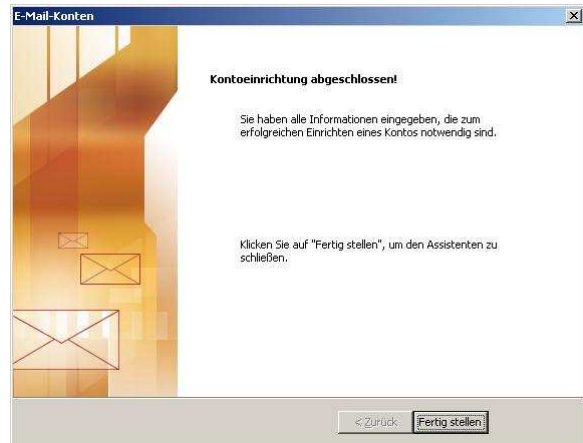 E-Mail-Konten
Kontoeinrichtung abgeschlossen!
Sie haben alle Informationen eingegeben, die zum
erfolgreichen Einrichten eines Kontos notwendig sind.
Klicken Sie auf "Fertig stellen", um den Assistenten zu
schließen.
< Zurück Fertig stellen